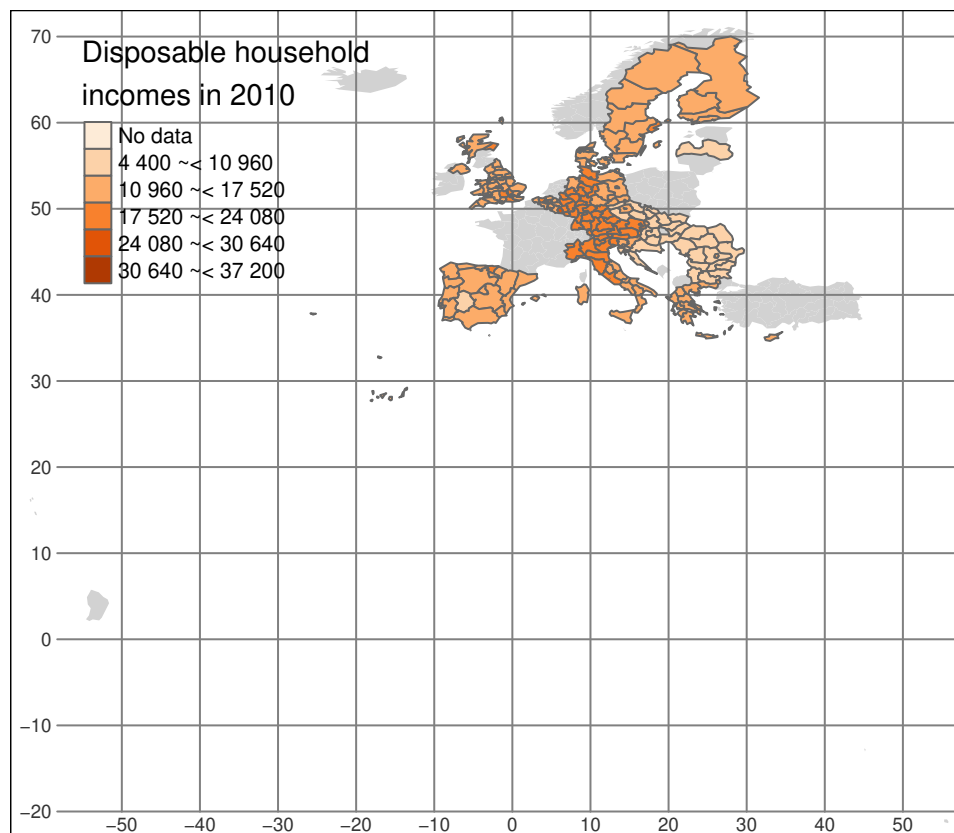 Disposable household
incomes in 2010
No data
4 400 ~< 10 960
10 960 ~< 17 520
17 520 ~< 24 080
24 080 ~< 30 640
30 640 ~< 37 200
70
60
50
40
30
20
10
0
−10
−20
−50 −40 −30 −20 −10 0 10 20 30 40 50